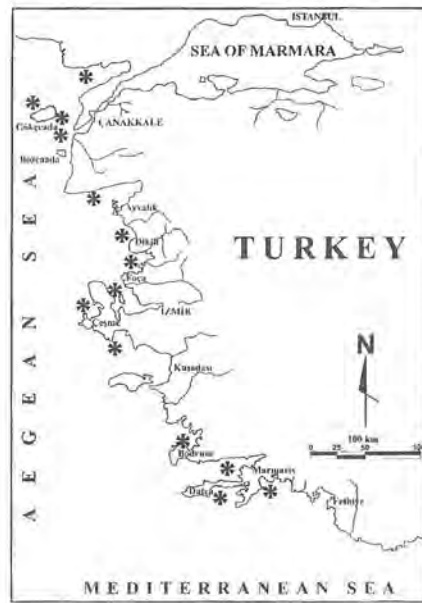 İSTANBUL
SEA OF MARMARA
ÇANAKKALE
Gökçeada
Bozcaada
Ayvalık
Dikili
TURKEY
Foça
İZMİR
Çeşme
Kuşadası
N
100 km
0 25 50
Bodrum
Marmaris
Datça
Fethiye
AEGEAN SEA
MEDITERRANEAN SEA